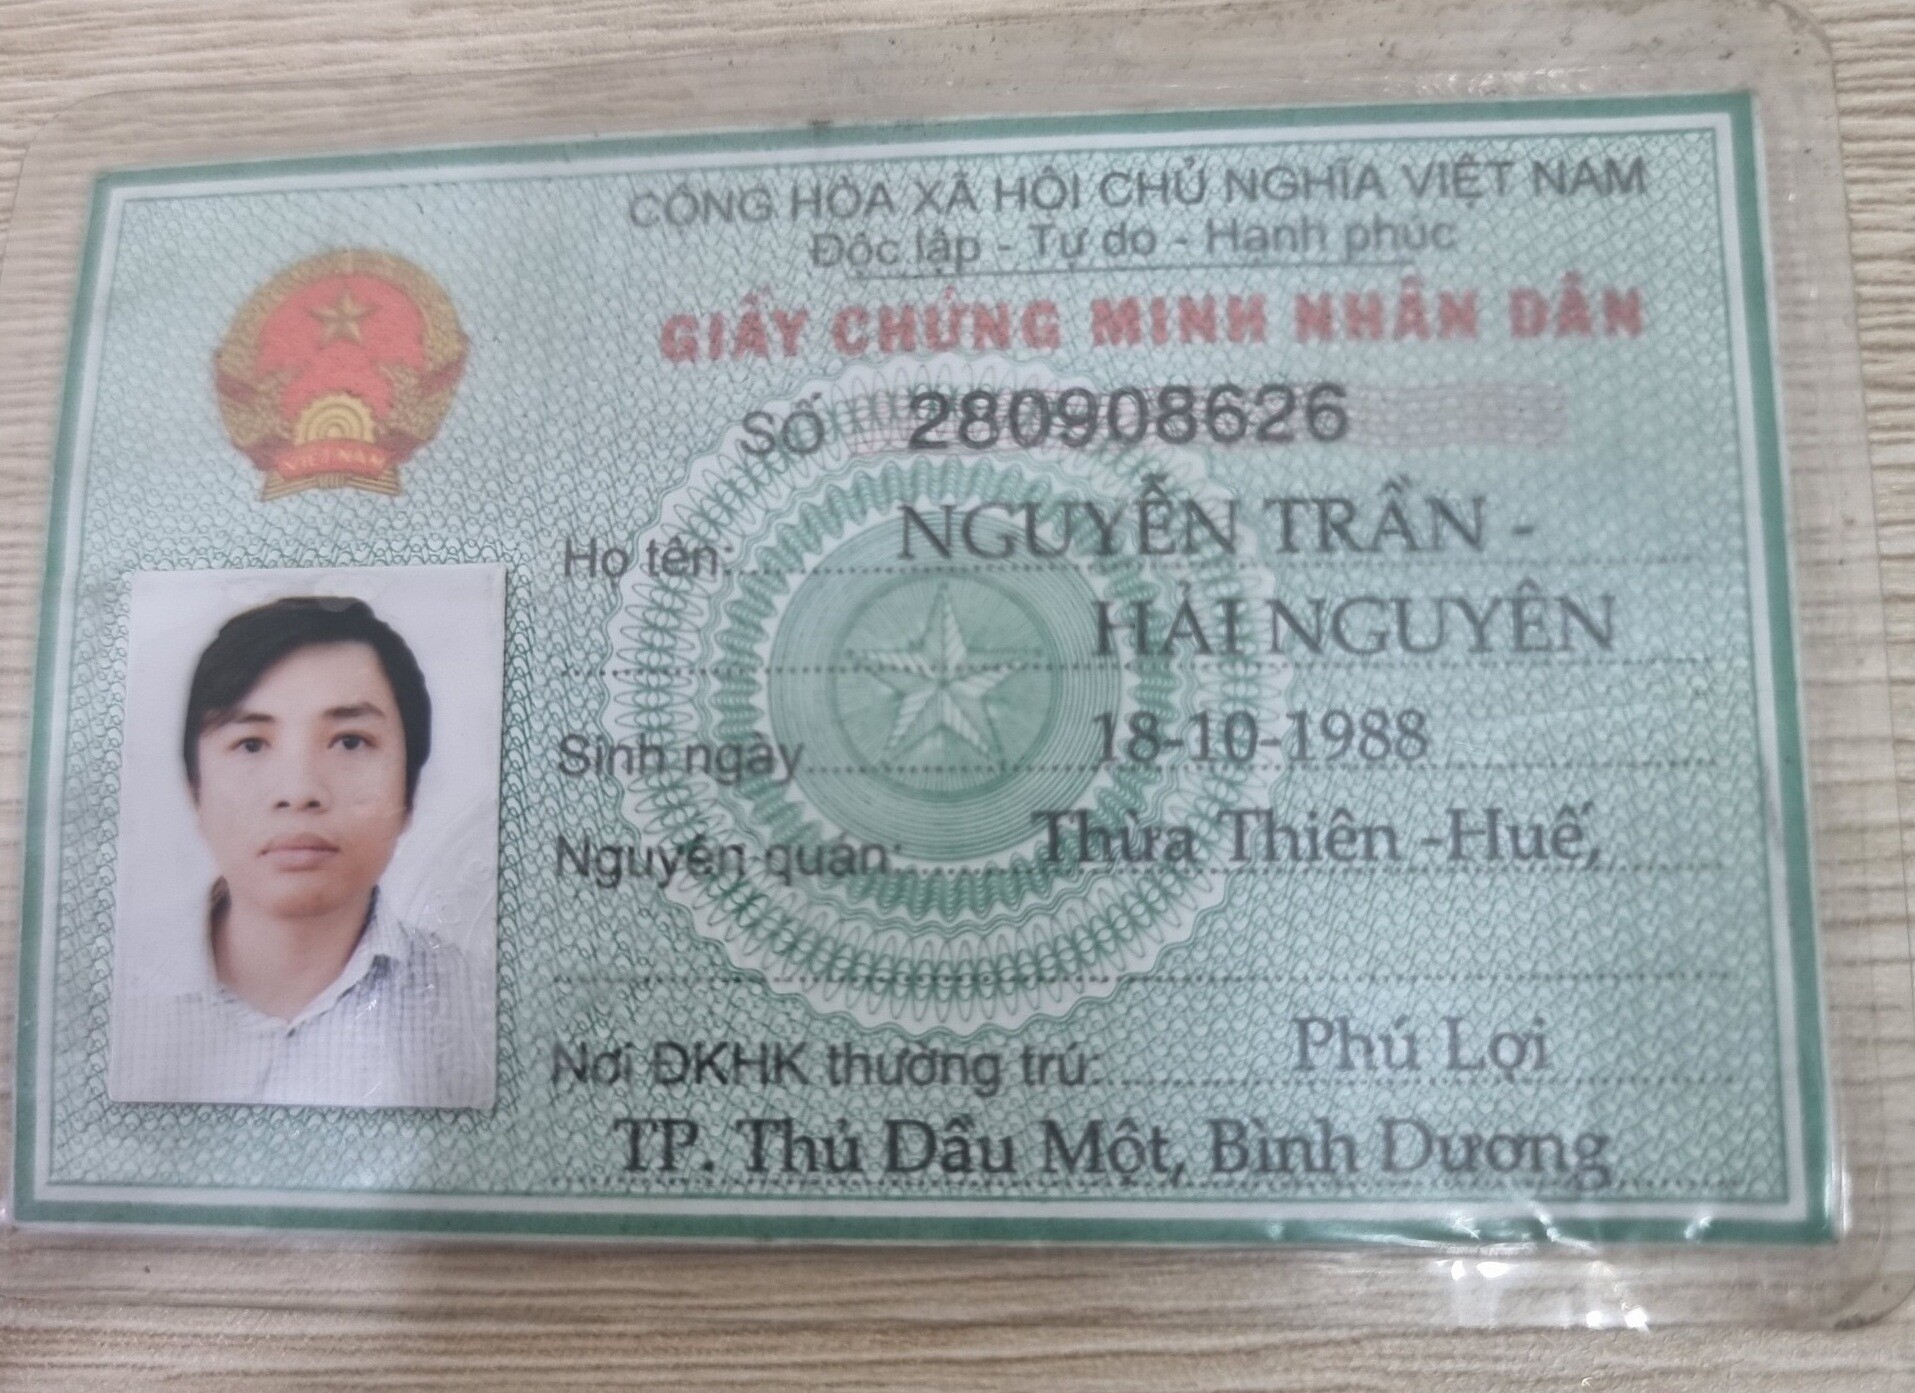 CỘNG HÒA XÃ HỘI CHỦ NGHĨA VIỆT NAM
Độc lập - Tự do - Hạnh phúc
GIẤY CHỨNG MINH NHÂN DÂN
SỐ 280908626
Họ tên: NGUYỄN TRẦN -
HẢI NGUYÊN
Sinh ngày 18-10-1988
Nguyên quán: Thừa Thiên -Huế,
Nơi ĐKHK thường trú: Phú Lợi
TP. Thủ Dầu Một, Bình Dương
VIỆT NAM